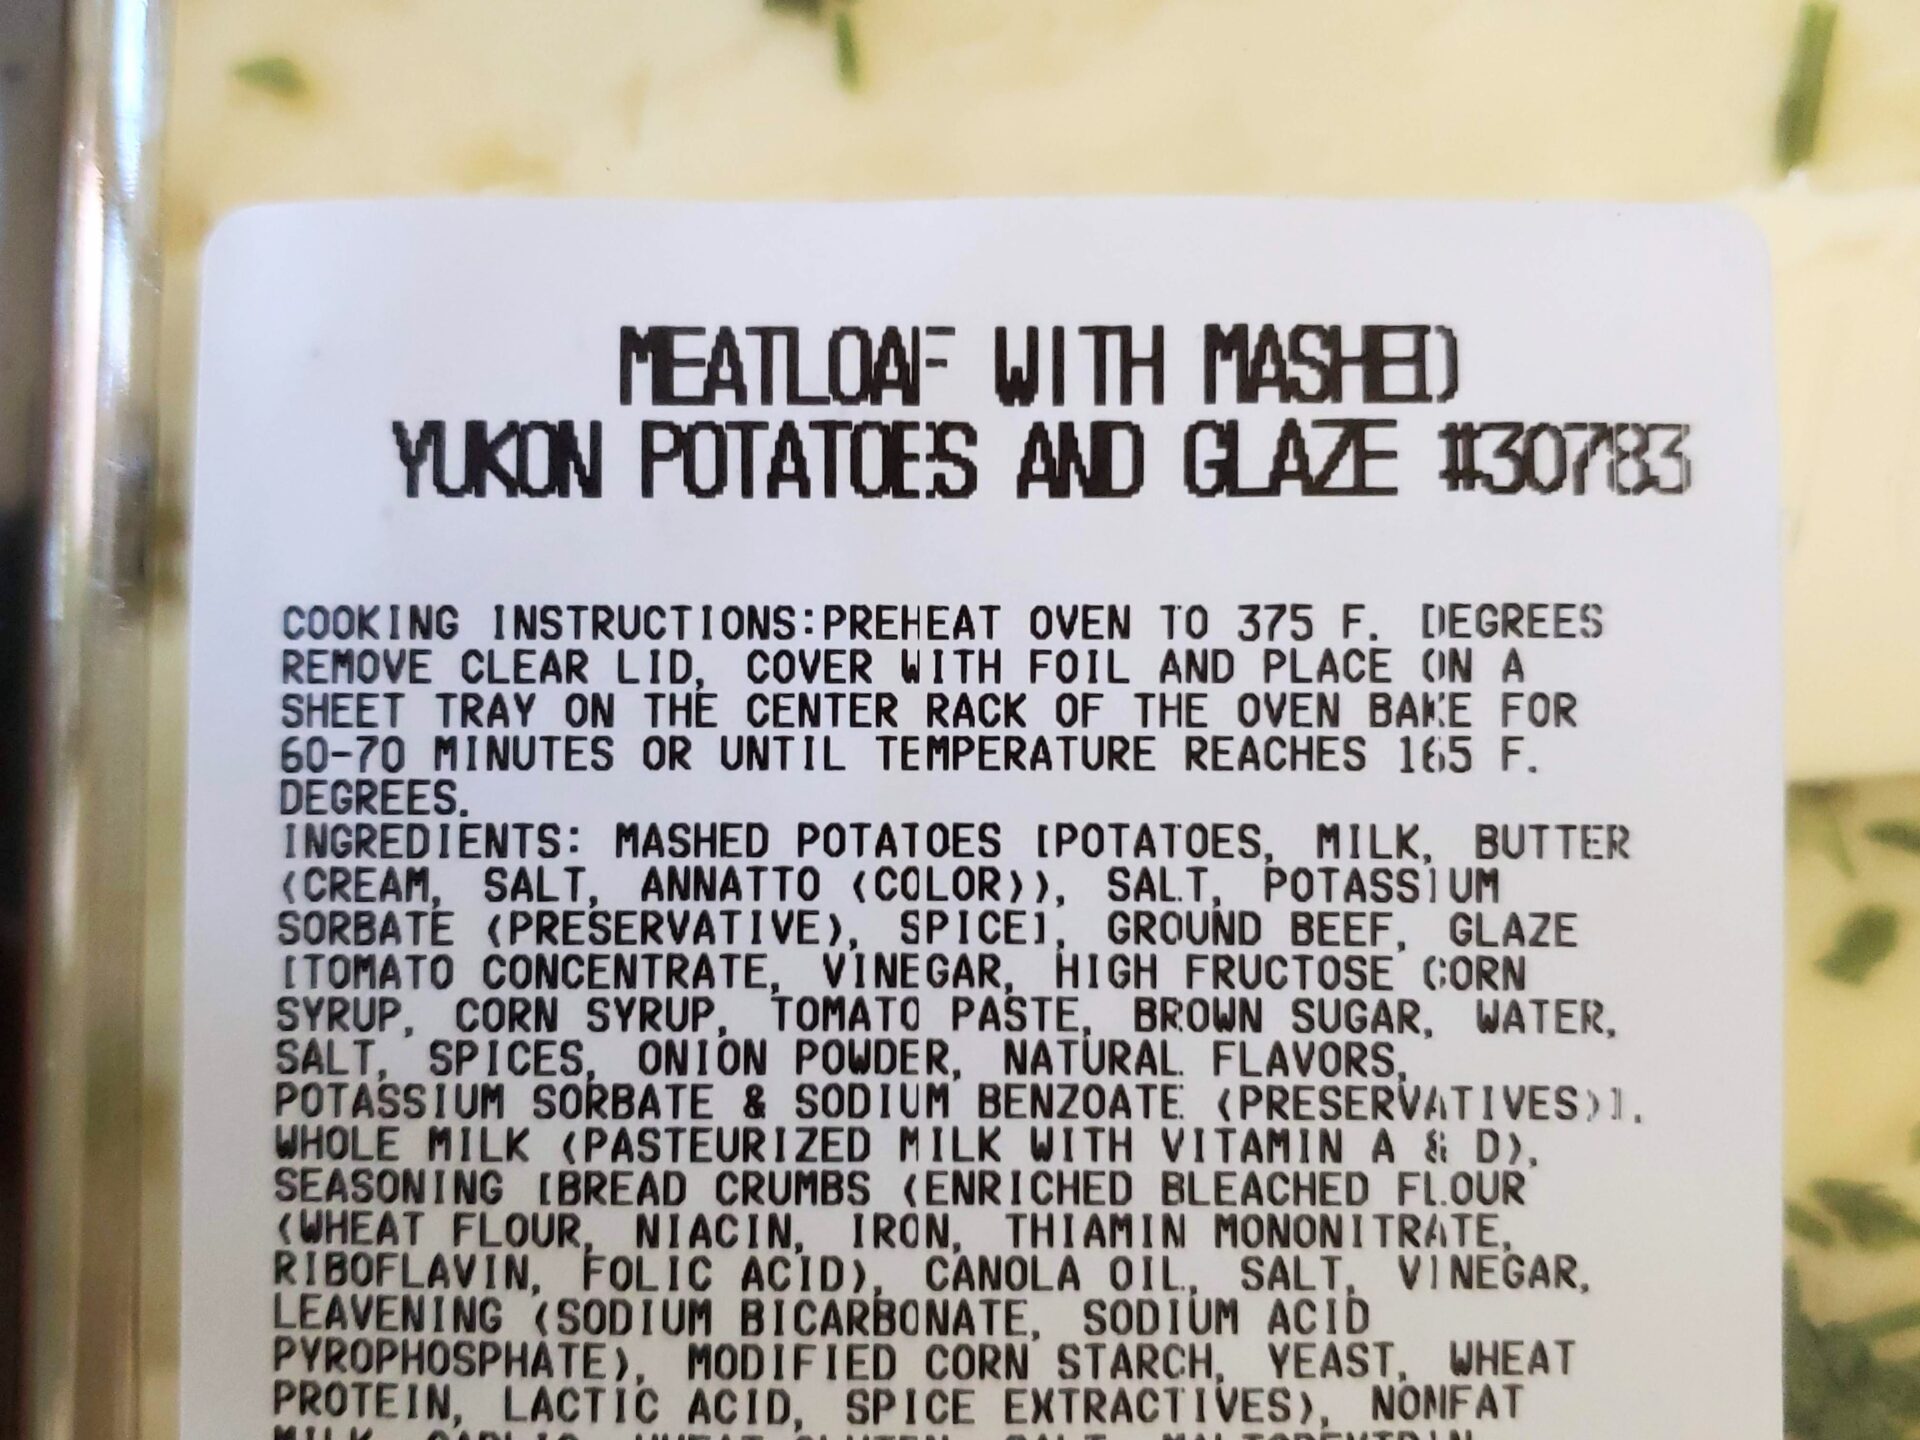 MEATLOAF WITH MASHED
YUKON POTATOES AND GLAZE #30783
COOKING INSTRUCTIONS:PREHEAT OVEN TO 375 F. DEGREES
REMOVE CLEAR LID, COVER WITH FOIL AND PLACE ON A
SHEET TRAY ON THE CENTER RACK OF THE OVEN BAKE FOR
60-70 MINUTES OR UNTIL TEMPERATURE REACHES 165 F.
DEGREES.
INGREDIENTS: MASHED POTATOES [POTATOES, MILK, BUTTER
(CREAM, SALT, ANNATTO (COLOR)), SALT, POTASSIUM
SORBATE (PRESERVATIVE), SPICE], GROUND BEEF, GLAZE
[TOMATO CONCENTRATE, VINEGAR, HIGH FRUCTOSE CORN
SYRUP, CORN SYRUP, TOMATO PASTE, BROWN SUGAR, WATER,
SALT, SPICES, ONION POWDER, NATURAL FLAVORS,
POTASSIUM SORBATE & SODIUM BENZOATE (PRESERVATIVES)],
WHOLE MILK (PASTEURIZED MILK WITH VITAMIN A & D),
SEASONING [BREAD CRUMBS (ENRICHED BLEACHED FLOUR
(WHEAT FLOUR, NIACIN, IRON, THIAMIN MONONITRATE,
RIBOFLAVIN, FOLIC ACID), CANOLA OIL, SALT, VINEGAR,
LEAVENING (SODIUM BICARBONATE, SODIUM ACID
PYROPHOSPHATE), MODIFIED CORN STARCH, YEAST, WHEAT
PROTEIN, LACTIC ACID, SPICE EXTRACTIVES), NONFAT
MILK, GARLIC, WHEAT GLUTEN, SALT, MALTODEXTRIN,